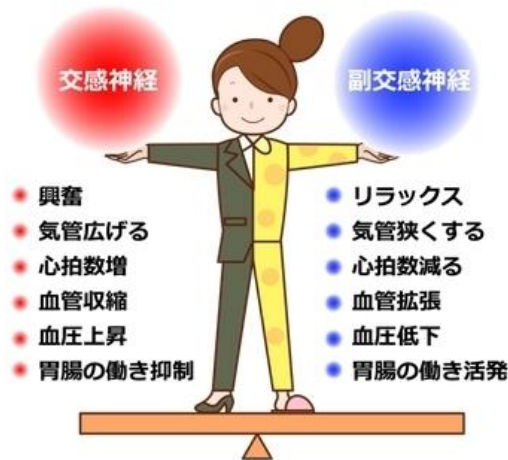 交感神経
副交感神経
興奮
気管広げる
心拍数増
血管収縮
血圧上昇
胃腸の働き抑制
リラックス
気管狭くする
心拍数減る
血管拡張
血圧低下
胃腸の働き活発